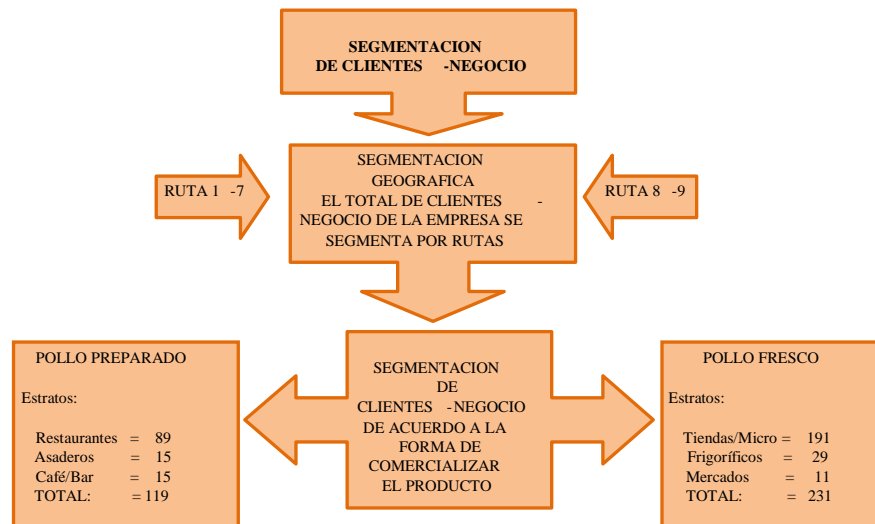 SEGMENTACION
DE CLIENTES -NEGOCIO
RUTA 1 -7
SEGMENTACION
GEOGRAFICA
EL TOTAL DE CLIENTES -
NEGOCIO DE LA EMPRESA SE
SEGMENTA POR RUTAS
RUTA 8 -9
POLLO PREPARADO
Estratos:
Restaurantes = 89
Asaderos = 15
Café/Bar = 15
TOTAL: = 119
SEGMENTACION
DE
CLIENTES -NEGOCIO
DE ACUERDO A LA
FORMA DE
COMERCIALIZAR
EL PRODUCTO
POLLO FRESCO
Estratos:
Tiendas/Micro = 191
Frigoríficos = 29
Mercados = 11
TOTAL: = 231